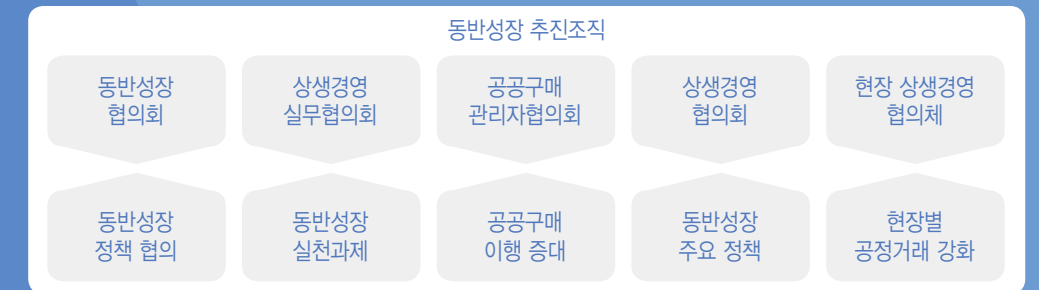 동반성장 추진조직
동반성장
협의회
상생경영
실무협의회
공공구매
관리자협의회
상생경영
협의회
현장 상생경영
협의체
동반성장
정책 협의
동반성장
실천과제
공공구매
이행 증대
동반성장
주요 정책
현장별
공정거래 강화